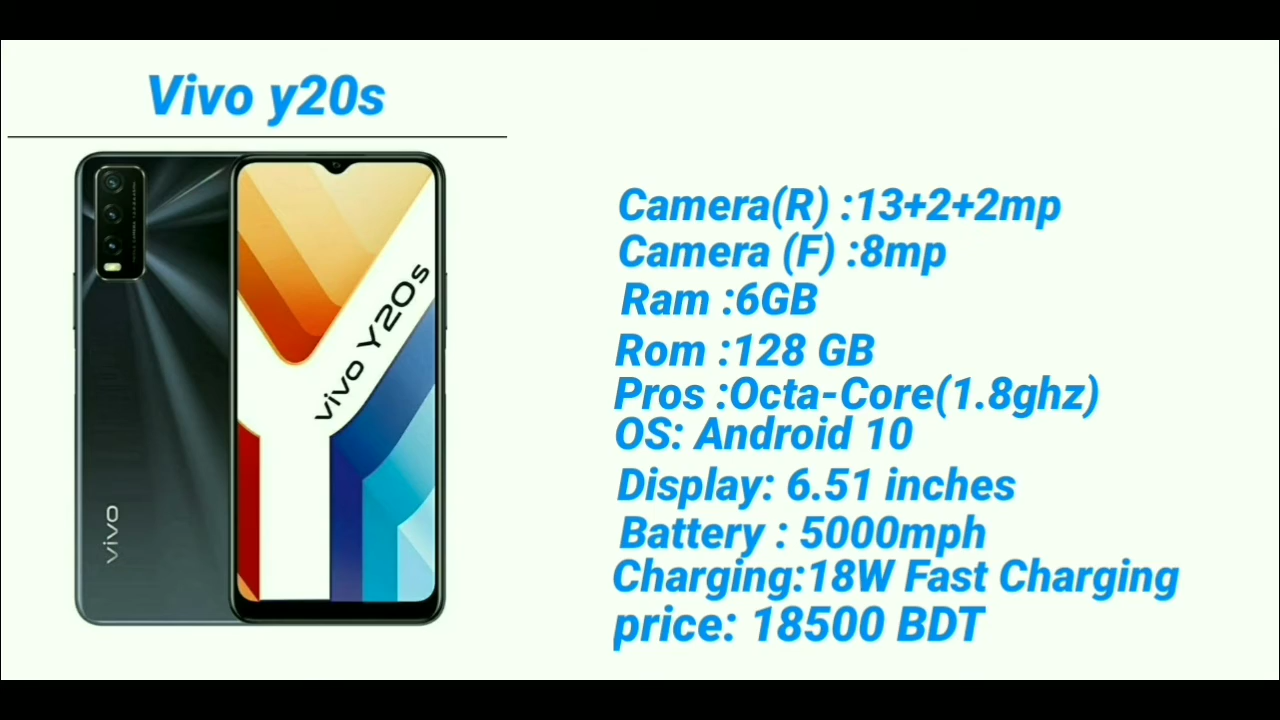 Vivo y20s
vivo
vivo Y20s
Camera(R) :13+2+2mp
Camera (F) :8mp
Ram :6GB
Rom :128 GB
Pros :Octa-Core(1.8ghz)
OS: Android 10
Display: 6.51 inches
Battery : 5000mph
Charging:18W Fast Charging
price: 18500 BDT